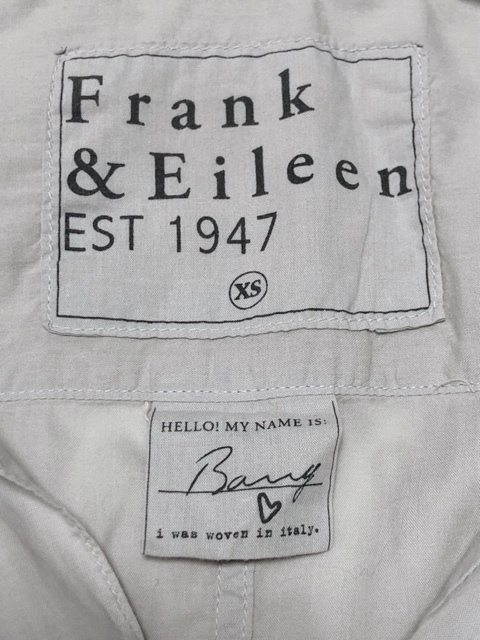 Frank
& Eileen
EST 1947
XS
HELLO! MY NAME IS:
Barry
i was woven in italy.